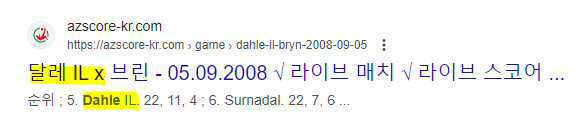 azscore-kr.com
https://azscore-kr.com › game › dahle-il-bryn-2008-09-05
달레 IL x 브린 - 05.09.2008 √ 라이브 매치 √ 라이브 스코어 ...
순위 ; 5. Dahle IL. 22, 11, 4 ; 6. Surnadal. 22, 7, 6 ...